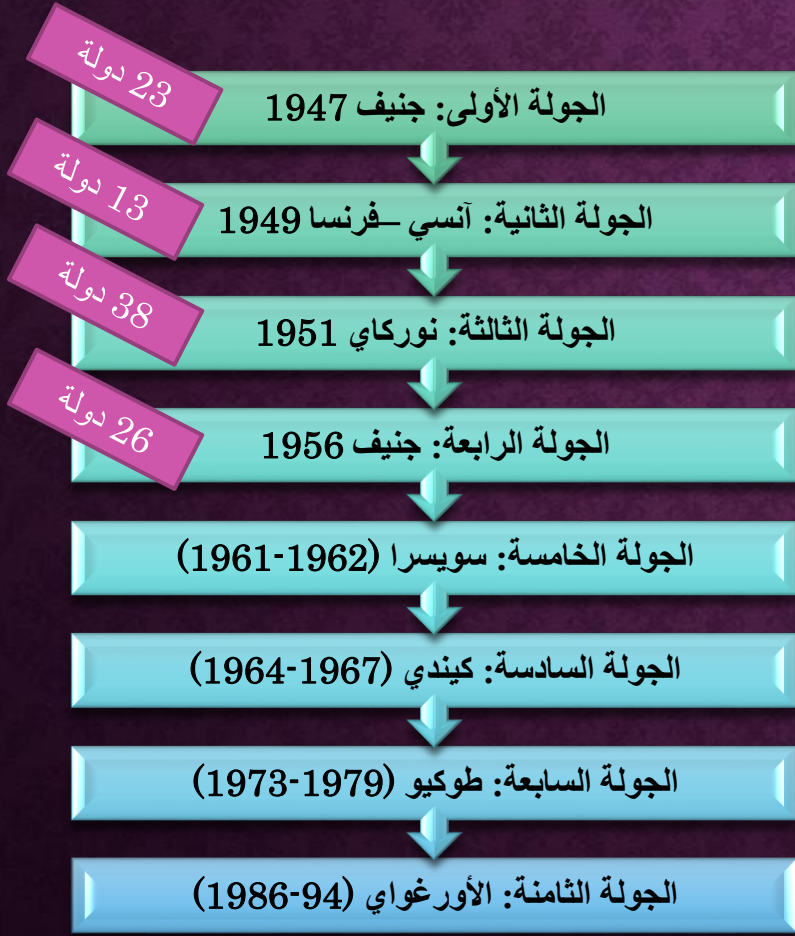 23 دولة
الجولة الأولى: جنيف 1947
13 دولة
الجولة الثانية: آنسي –فرنسا 1949
38 دولة
الجولة الثالثة: نوركاي 1951
26 دولة
الجولة الرابعة: جنيف 1956
الجولة الخامسة: سويسرا (1961-1962)
الجولة السادسة: كيندي (1964-1967)
الجولة السابعة: طوكيو (1973-1979)
الجولة الثامنة: الأورغواي (1986-94)